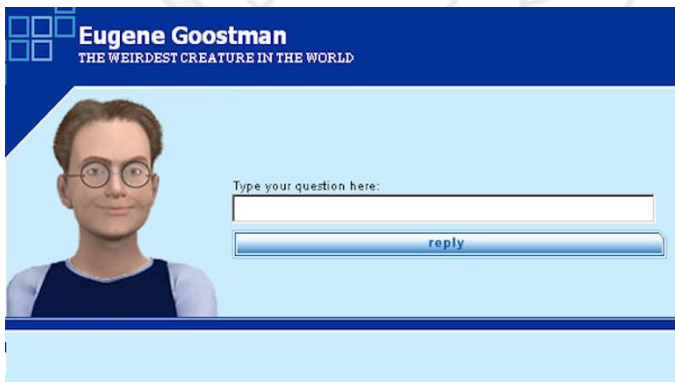 Eugene Goostman
THE WEIRDEST CREATURE IN THE WORLD
Type your question here:
reply